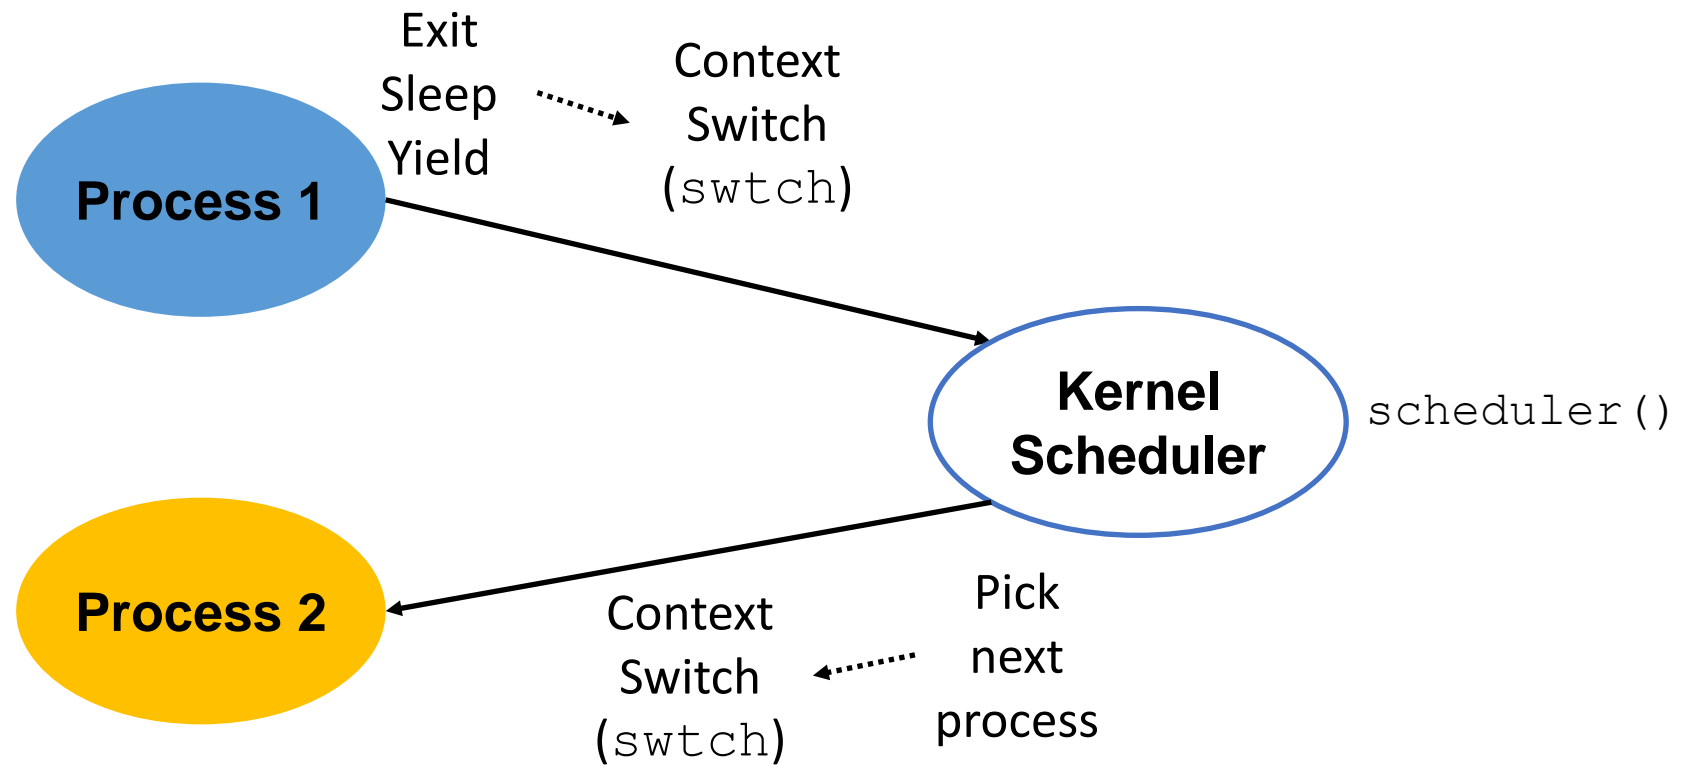 Exit
Sleep
Yield
Context
Switch
(swtch)
Process 1
Kernel
Scheduler
scheduler()
Process 2
Context
Switch
(swtch)
Pick
next
process